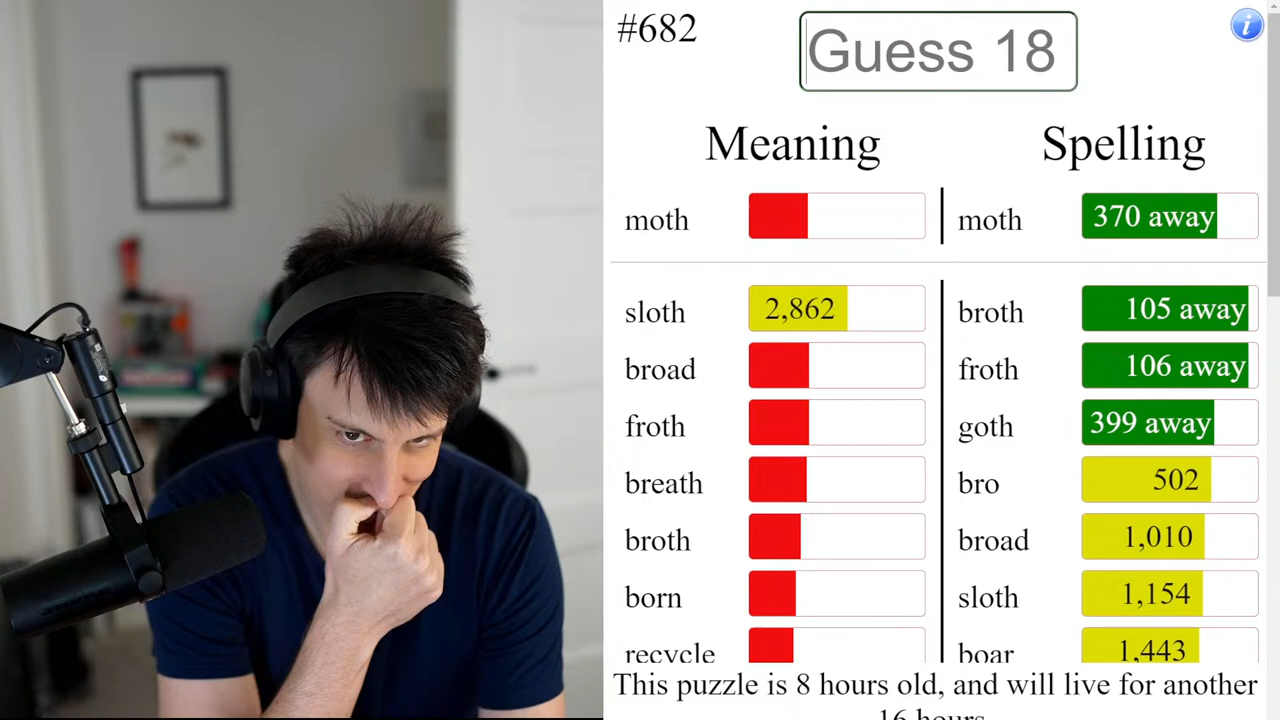 #682
Guess 18
i
Meaning Spelling
moth moth 370 away
sloth 2,862 broth 105 away
broad froth 106 away
froth goth 399 away
breath bro 502
broth broad 1,010
born sloth 1,154
recycle boar 1,443
This puzzle is 8 hours old, and will live for another
16 hours